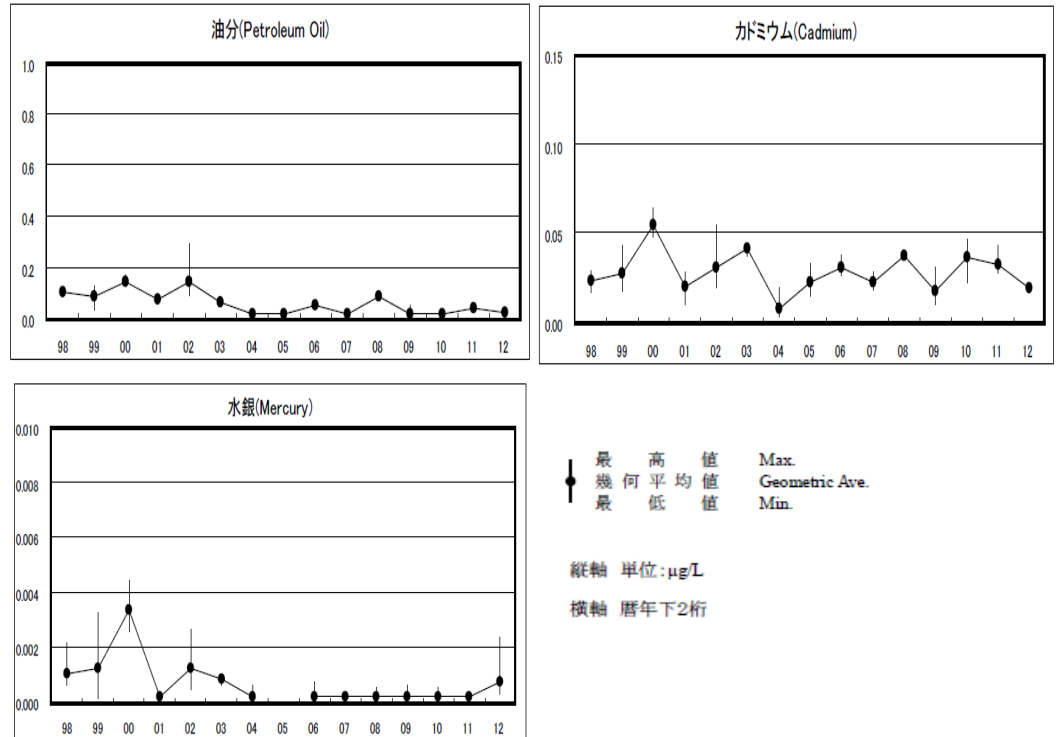 油分(Petroleum Oil)
1.0
0.8
0.6
0.4
0.2
0.0
98 99 00 01 02 03 04 05 06 07 08 09 10 11 12
カドミウム(Cadmium)
0.15
0.10
0.05
0.00
98 99 00 01 02 03 04 05 06 07 08 09 10 11 12
水銀(Mercury)
0.010
0.008
0.006
0.004
0.002
0.000
98 99 00 01 02 03 04 05 06 07 08 09 10 11 12
最高値 Max.
幾何平均値 Geometric Ave.
最低値 Min.
縦軸 単位:μg/L
横軸 暦年下2桁